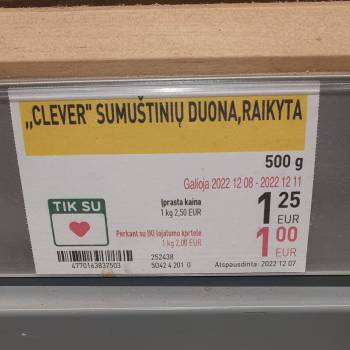 „CLEVER" SUMUŠTINIŲ DUONA,RAIKYTA
500 g
Galioja 2022 12 08 - 2022 12 11
TIK SU
Įprasta kaina
1 kg 2,50 EUR
1 25
EUR
Perkant su IKI lojalumo kortele
1 kg 2,00 EUR
1 00
EUR
4770163837503
252438
5042 4 201 0
Atspausdinta: 2022 12 07